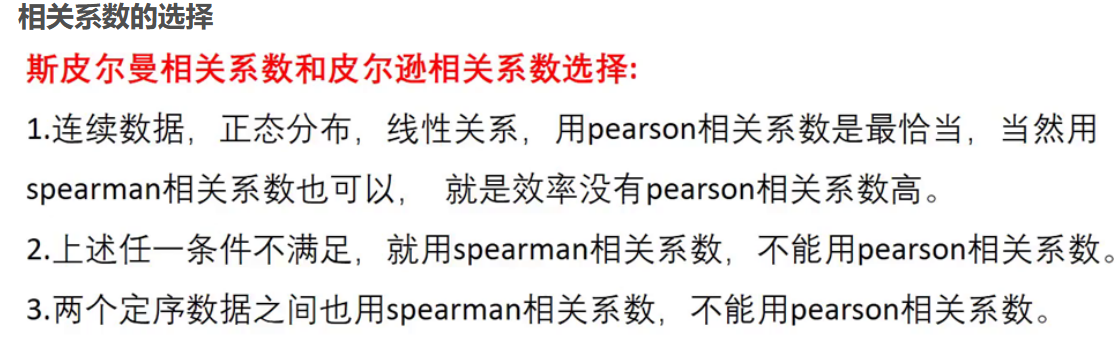 相关系数的选择
斯皮尔曼相关系数和皮尔逊相关系数选择:
1.连续数据，正态分布，线性关系，用pearson相关系数是最恰当，当然用
spearman相关系数也可以， 就是效率没有pearson相关系数高。
2.上述任一条件不满足，就用spearman相关系数，不能用pearson相关系数。
3.两个定序数据之间也用spearman相关系数，不能用pearson相关系数。